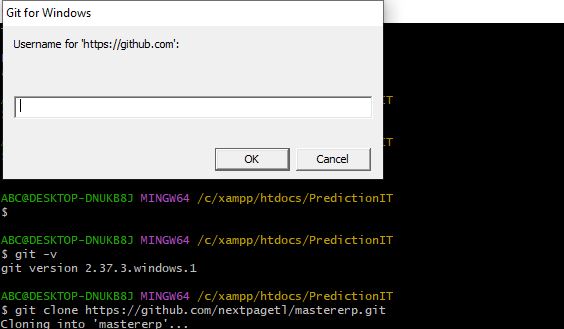 Git for Windows
Username for 'https://github.com':
OK
Cancel
IT
IT
ABC@DESKTOP-DNUKB8J MINGW64 /c/xampp/htdocs/PredictionIT
$
ABC@DESKTOP-DNUKB8J MINGW64 /c/xampp/htdocs/PredictionIT
$ git -v
git version 2.37.3.windows.1
ABC@DESKTOP-DNUKB8J MINGW64 /c/xampp/htdocs/PredictionIT
$ git clone https://github.com/nextpagetl/mastererp.git
Cloning into 'mastererp'...